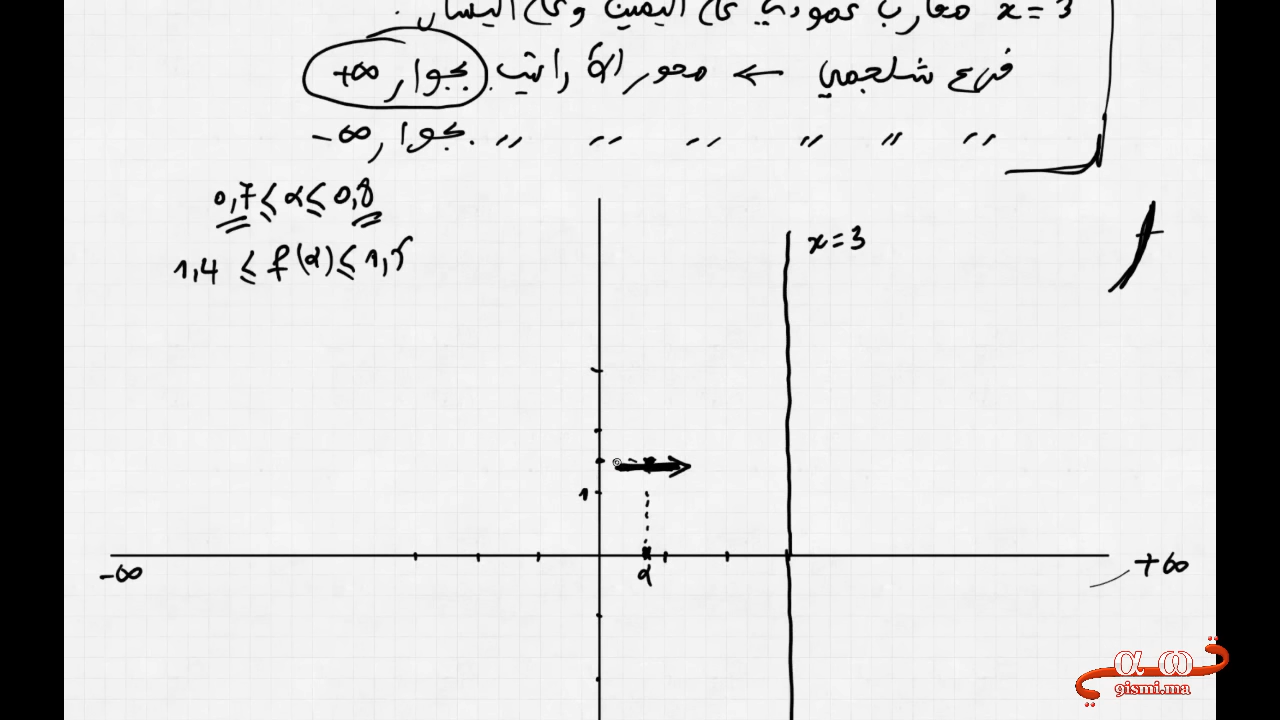 x = 3 مقارب عمودي على اليمين وعلى اليسار.
فرع شلجمي ← محور الأراتيب بجوار +∞
〃 〃 〃 〃 〃 〃 بجوار -∞
0,7 ≤ α ≤ 0,8
1,4 ≤ f(α) ≤ 1,5
x = 3
1
α
-∞
+∞
9ismi.ma